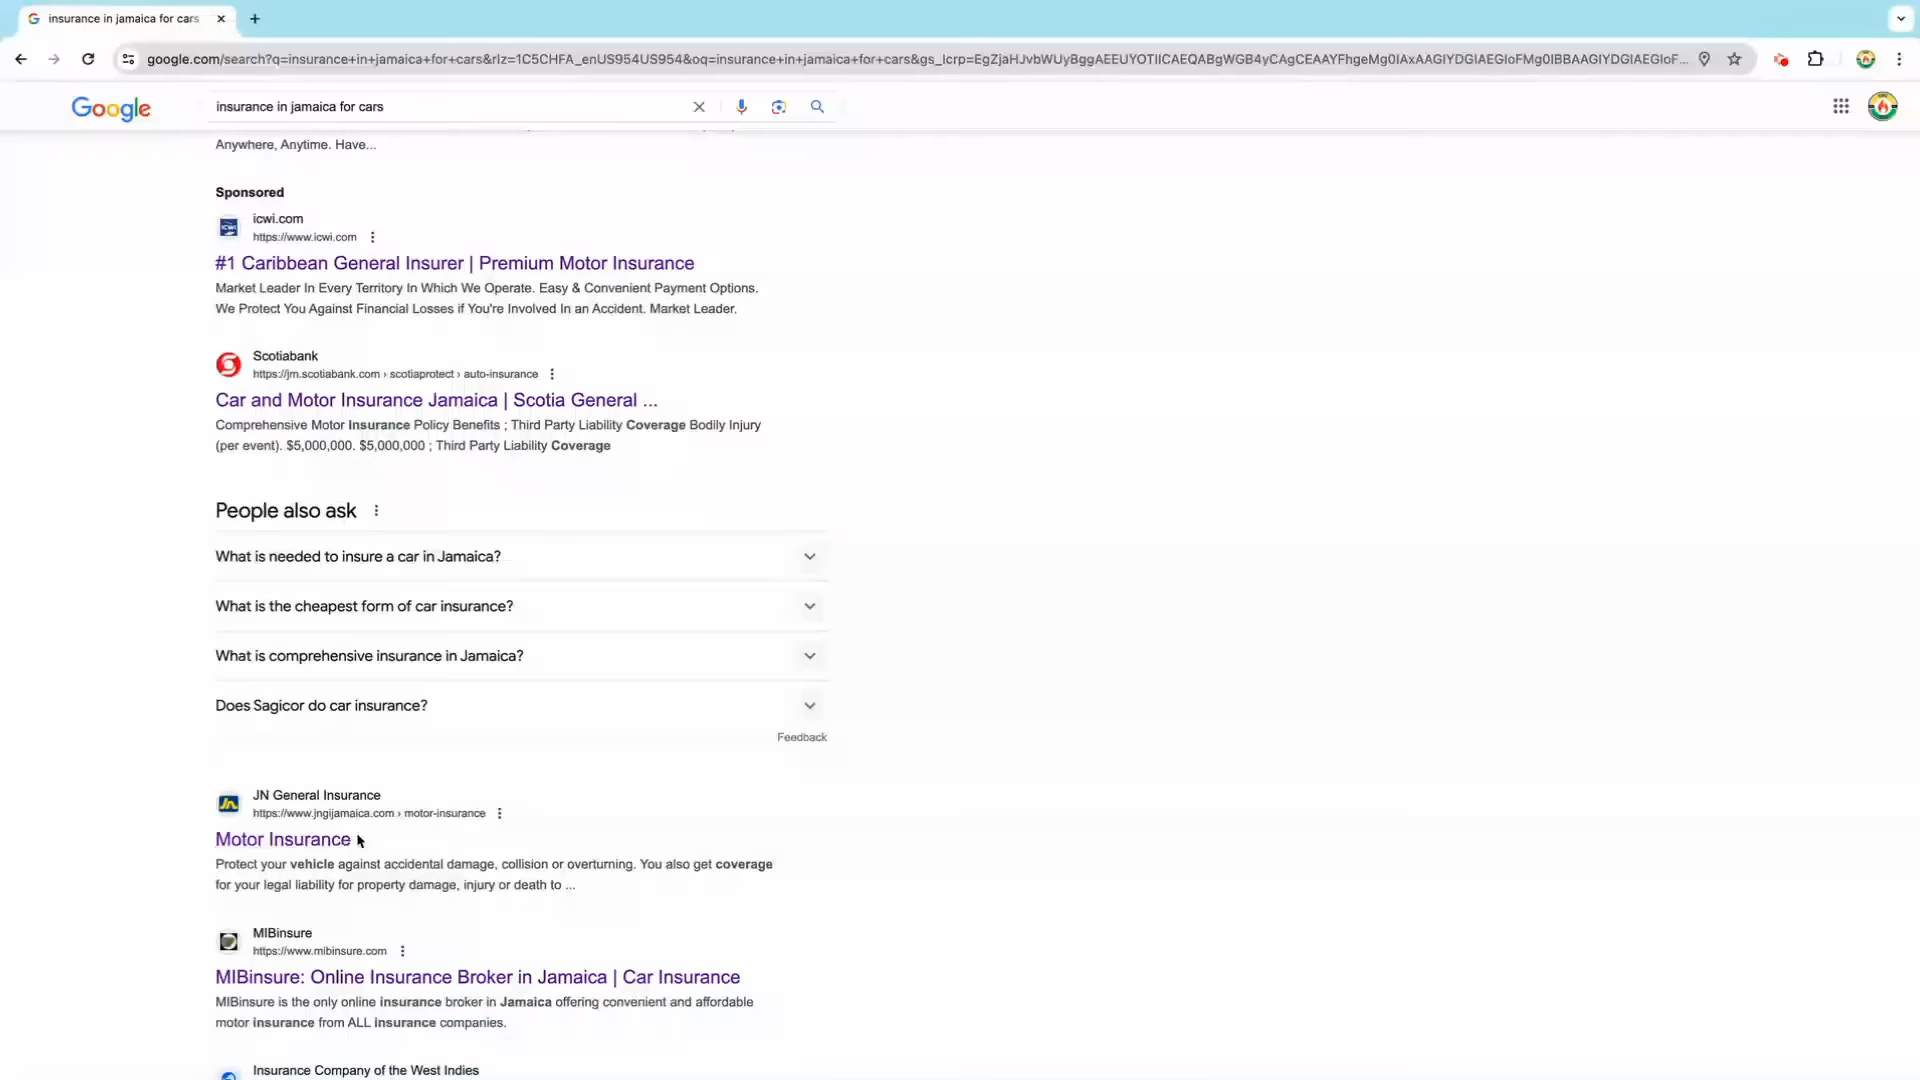 insurance in jamaica for cars
google.com/search?q=insurance+in+jamaica+for+cars&rlz=1C5CHFA_enUS954US954&oq=insurance+in+jamaica+for+cars&gs_lcrp=
Google
insurance in jamaica for cars
Anywhere, Anytime. Have...
Sponsored
icwi.com
https://www.icwi.com
#1 Caribbean General Insurer | Premium Motor Insurance
Market Leader In Every Territory In Which We Operate. Easy & Convenient Payment Options.
We Protect You Against Financial Losses if You're Involved In an Accident. Market Leader.
Scotiabank
https://jm.scotiabank.com › scotiaprotect › auto-insurance
Car and Motor Insurance Jamaica | Scotia General ...
Comprehensive Motor Insurance Policy Benefits ; Third Party Liability Coverage Bodily Injury
(per event). $5,000,000. $5,000,000 ; Third Party Liability Coverage
People also ask
What is needed to insure a car in Jamaica?
What is the cheapest form of car insurance?
What is comprehensive insurance in Jamaica?
Does Sagicor do car insurance?
Feedback
JN General Insurance
https://www.jngijamaica.com › motor-insurance
Motor Insurance
Protect your vehicle against accidental damage, collision or overturning. You also get coverage
for your legal liability for property damage, injury or death to ...
MIBinsure
https://www.mibinsure.com
MIBinsure: Online Insurance Broker in Jamaica | Car Insurance
MIBinsure is the only online insurance broker in Jamaica offering convenient and affordable
motor insurance from ALL insurance companies.
Insurance Company of the West Indies